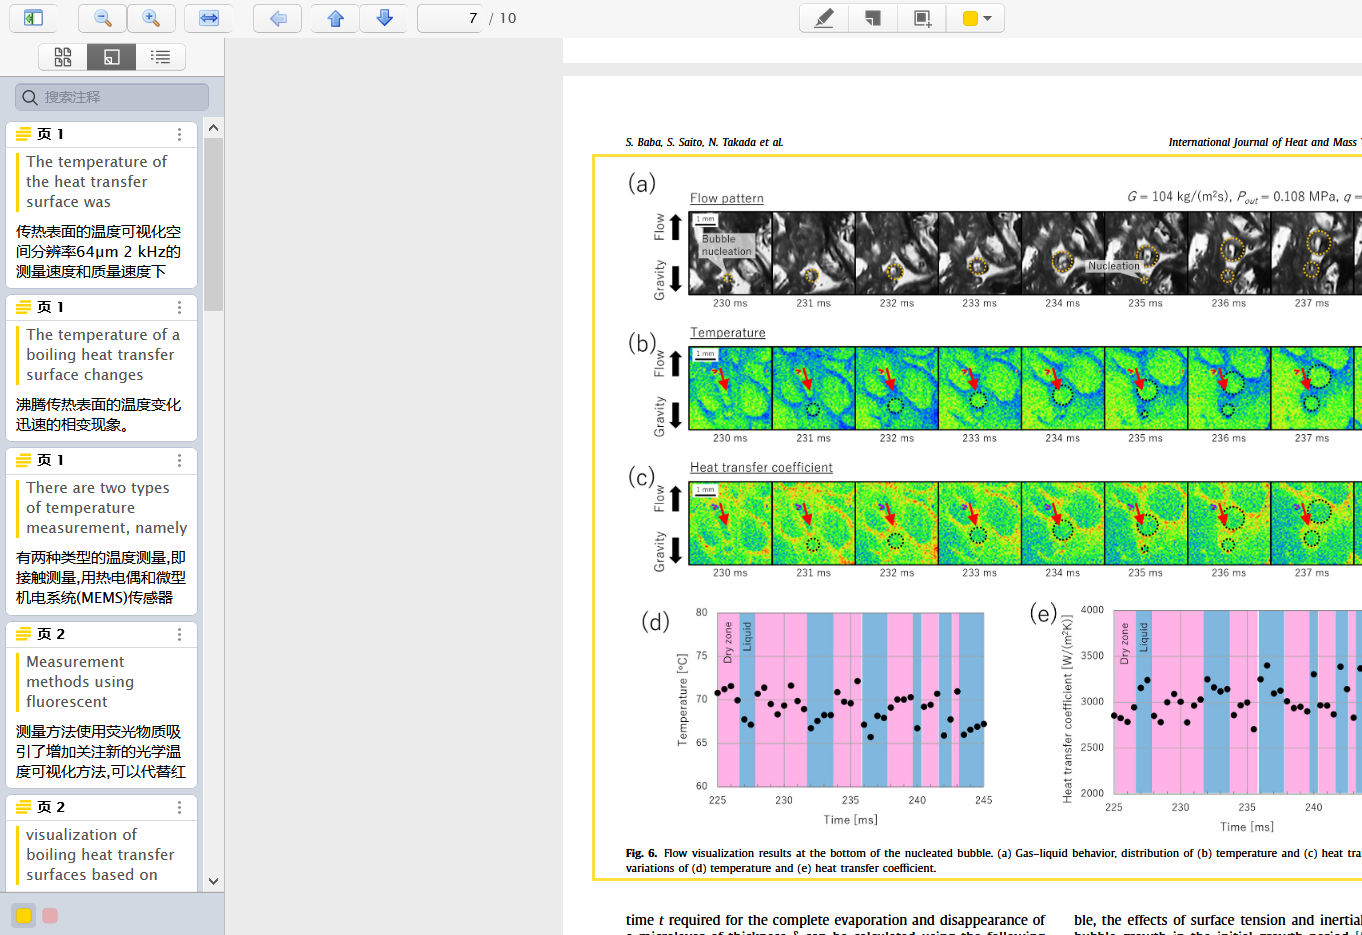 7 / 10
搜索注释
页 1
The temperature of
the heat transfer
surface was
传热表面的温度可视化空
间分辨率64μm 2 kHz的
测量速度和质量速度下
页 1
The temperature of a
boiling heat transfer
surface changes
沸腾传热表面的温度变化
迅速的相变现象。
页 1
There are two types
of temperature
measurement, namely
有两种类型的温度测量,即
接触测量,用热电偶和微型
机电系统(MEMS)传感器
页 2
Measurement
methods using
fluorescent
测量方法使用荧光物质吸
引了增加关注新的光学温
度可视化方法,可以代替红
页 2
visualization of
boiling heat transfer
surfaces based on
S. Baba, S. Saito, N. Takada et al.
International Journal of Heat and Mass
(a)
Flow pattern
G = 104 kg/(m²s), Pout = 0.108 MPa, q =
Flow
Gravity
1 mm
Bubble
nucleation
Nucleation
230 ms 231 ms 232 ms 233 ms 234 ms 235 ms 236 ms 237 ms
(b)
Temperature
Flow
Gravity
1 mm
230 ms 231 ms 232 ms 233 ms 234 ms 235 ms 236 ms 237 ms
(c)
Heat transfer coefficient
Flow
Gravity
1 mm
230 ms 231 ms 232 ms 233 ms 234 ms 235 ms 236 ms 237 ms
(d)
Temperature [°C]
80
75
70
65
60
Dry zone
Liquid
225 230 235 240 245
Time [ms]
(e)
Heat transfer coefficient [W/(m²K)]
4000
3500
3000
2500
2000
Dry zone
Liquid
225 230 235 240
Time [ms]
Fig. 6. Flow visualization results at the bottom of the nucleated bubble. (a) Gas–liquid behavior, distribution of (b) temperature and (c) heat tra
variations of (d) temperature and (e) heat transfer coefficient.
time t required for the complete evaporation and disappearance of
ble, the effects of surface tension and inertial